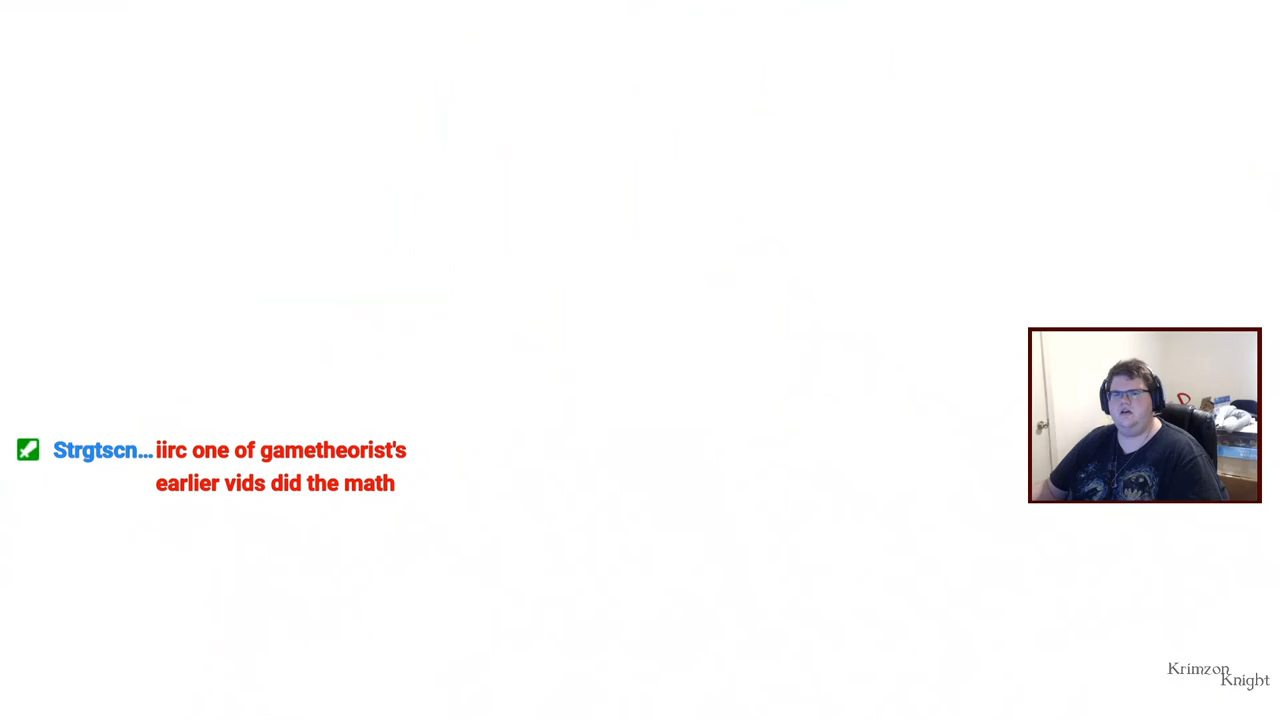 Strgtscn... iirc one of gametheorist's
earlier vids did the math
Krimzon
Knight